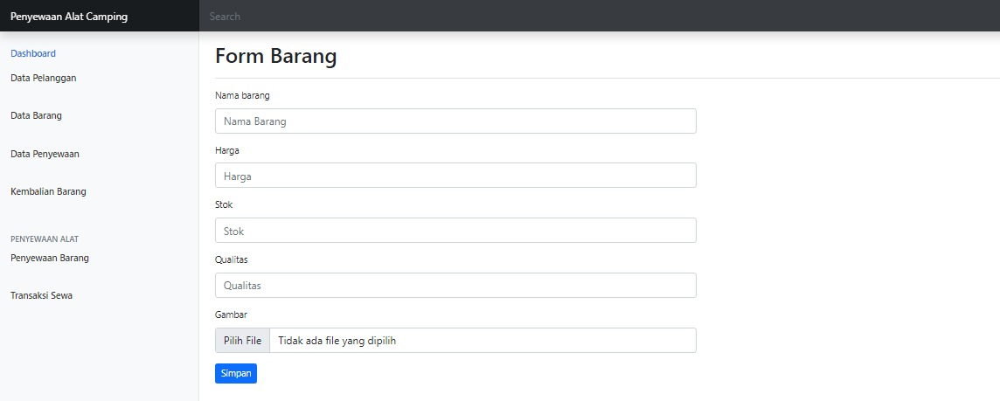 Penyewaan Alat Camping
Search
Dashboard
Data Pelanggan
Data Barang
Data Penyewaan
Kembalian Barang
PENYEWAAN ALAT
Penyewaan Barang
Transaksi Sewa
Form Barang
Nama barang
Nama Barang
Harga
Harga
Stok
Stok
Qualitas
Qualitas
Gambar
Pilih File Tidak ada file yang dipilih
Simpan